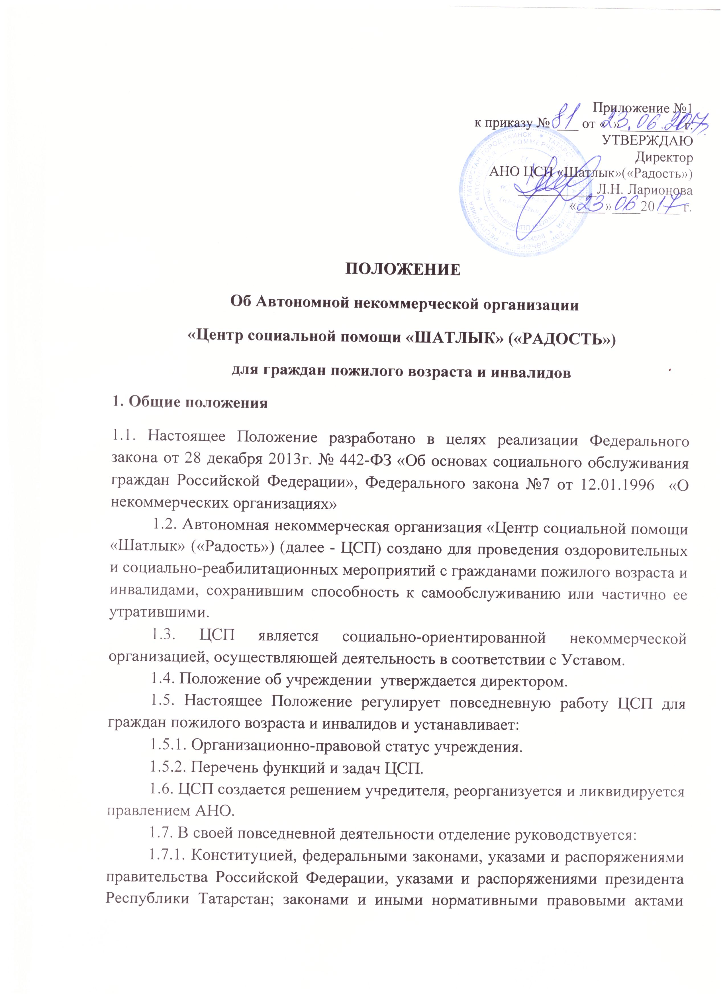 Приложение №1
к приказу № 81 от «23» 06. 2017 г.
УТВЕРЖДАЮ
Директор
АНО ЦСП «Шатлык»(«Радость»)
Л.Н. Ларионова
«23» 06 2017 г.
ПОЛОЖЕНИЕ
Об Автономной некоммерческой организации
«Центр социальной помощи «ШАТЛЫК» («РАДОСТЬ»)
для граждан пожилого возраста и инвалидов
1. Общие положения
1.1. Настоящее Положение разработано в целях реализации Федерального
закона от 28 декабря 2013г. № 442-ФЗ «Об основах социального обслуживания
граждан Российской Федерации», Федерального закона №7 от 12.01.1996 «О
некоммерческих организациях»
1.2. Автономная некоммерческая организация «Центр социальной помощи
«Шатлык» («Радость») (далее - ЦСП) создано для проведения оздоровительных
и социально-реабилитационных мероприятий с гражданами пожилого возраста и
инвалидами, сохранившим способность к самообслуживанию или частично ее
утратившими.
1.3. ЦСП является социально-ориентированной некоммерческой
организацией, осуществляющей деятельность в соответствии с Уставом.
1.4. Положение об учреждении утверждается директором.
1.5. Настоящее Положение регулирует повседневную работу ЦСП для
граждан пожилого возраста и инвалидов и устанавливает:
1.5.1. Организационно-правовой статус учреждения.
1.5.2. Перечень функций и задач ЦСП.
1.6. ЦСП создается решением учредителя, реорганизуется и ликвидируется
правлением АНО.
1.7. В своей повседневной деятельности отделение руководствуется:
1.7.1. Конституцией, федеральными законами, указами и распоряжениями
правительства Российской Федерации, указами и распоряжениями президента
Республики Татарстан; законами и иными нормативными правовыми актами
РЕСПУБЛИКА ТАТАРСТАН ГОРОД ЗАИНСК